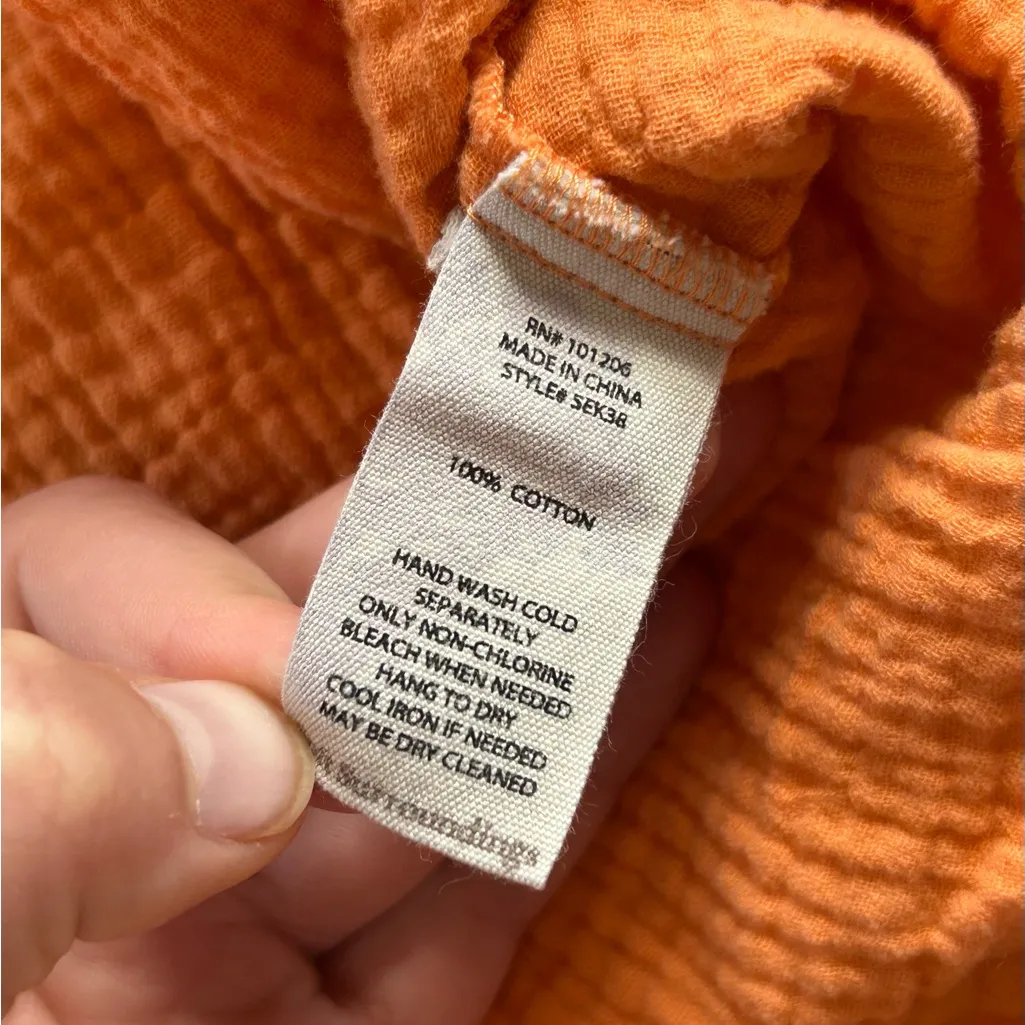 RN# 101206
MADE IN CHINA
STYLE# SEK38
100% COTTON
HAND WASH COLD
SEPARATELY
ONLY NON-CHLORINE
BLEACH WHEN NEEDED
HANG TO DRY
COOL IRON IF NEEDED
MAY BE DRY CLEANED